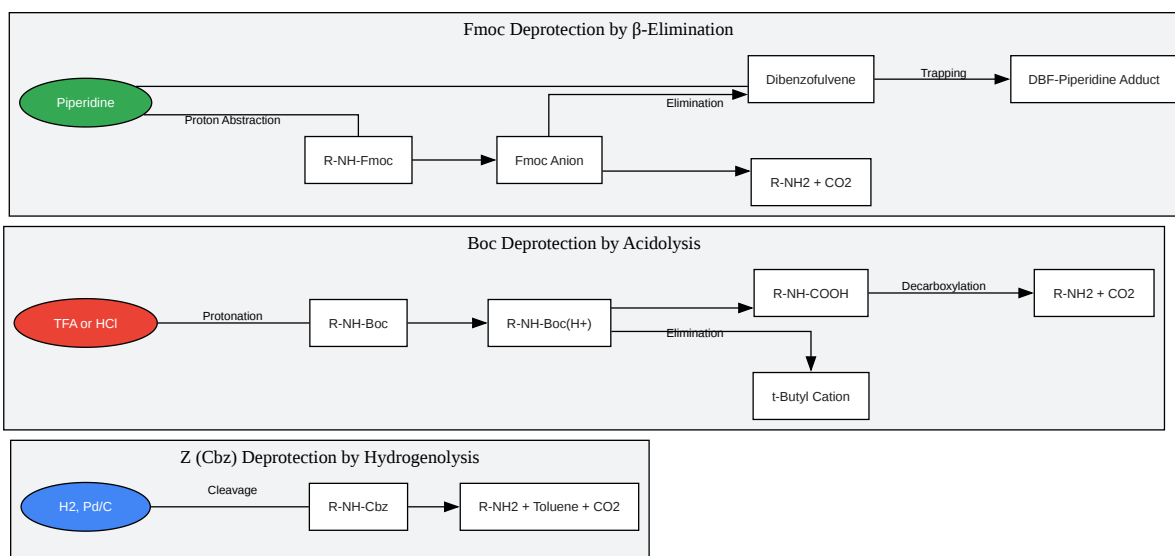 Fmoc Deprotection by β-Elimination
Dibenzofulvene
Trapping
DBF-Piperidine Adduct
Piperidine
Elimination
Proton Abstraction
R-NH-Fmoc
Fmoc Anion
R-NH2 + CO2
Boc Deprotection by Acidolysis
R-NH-COOH
Decarboxylation
R-NH2 + CO2
TFA or HCl
Protonation
R-NH-Boc
R-NH-Boc(H+)
Elimination
t-Butyl Cation
Z (Cbz) Deprotection by Hydrogenolysis
H2, Pd/C
Cleavage
R-NH-Cbz
R-NH2 + Toluene + CO2